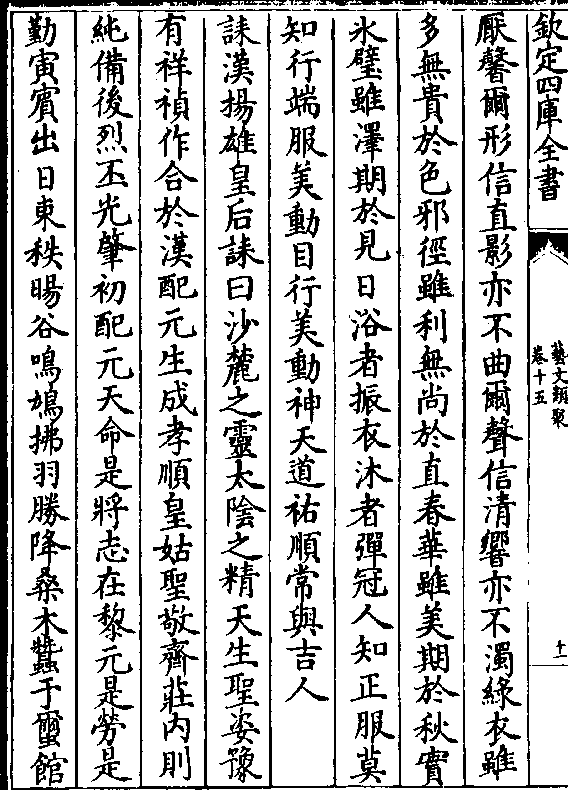 欽定四庫全書
藝文類聚
卷十五
十一
厥馨爾形信直影亦不曲爾聲信清響亦不濁綠衣雖
多無貴於色邪徑雖利無尚於直春華雖美期於秋實
氷璧雖澤期於見日浴者振衣沐者彈冠人知正服莫
知行端服美動目行美動神天道祐順常與吉人
誄漢揚雄皇后誄曰沙麓之靈太陰之精天生聖姿豫
有祥禎作合於漢配元生成孝順皇姑聖敬齊莊内則
純備後烈丕光肇初配元天命是將志在黎元是勞是
勤寅賓出日東秩暘谷鳴鳩拂羽勝降桑木蠶于蠒館